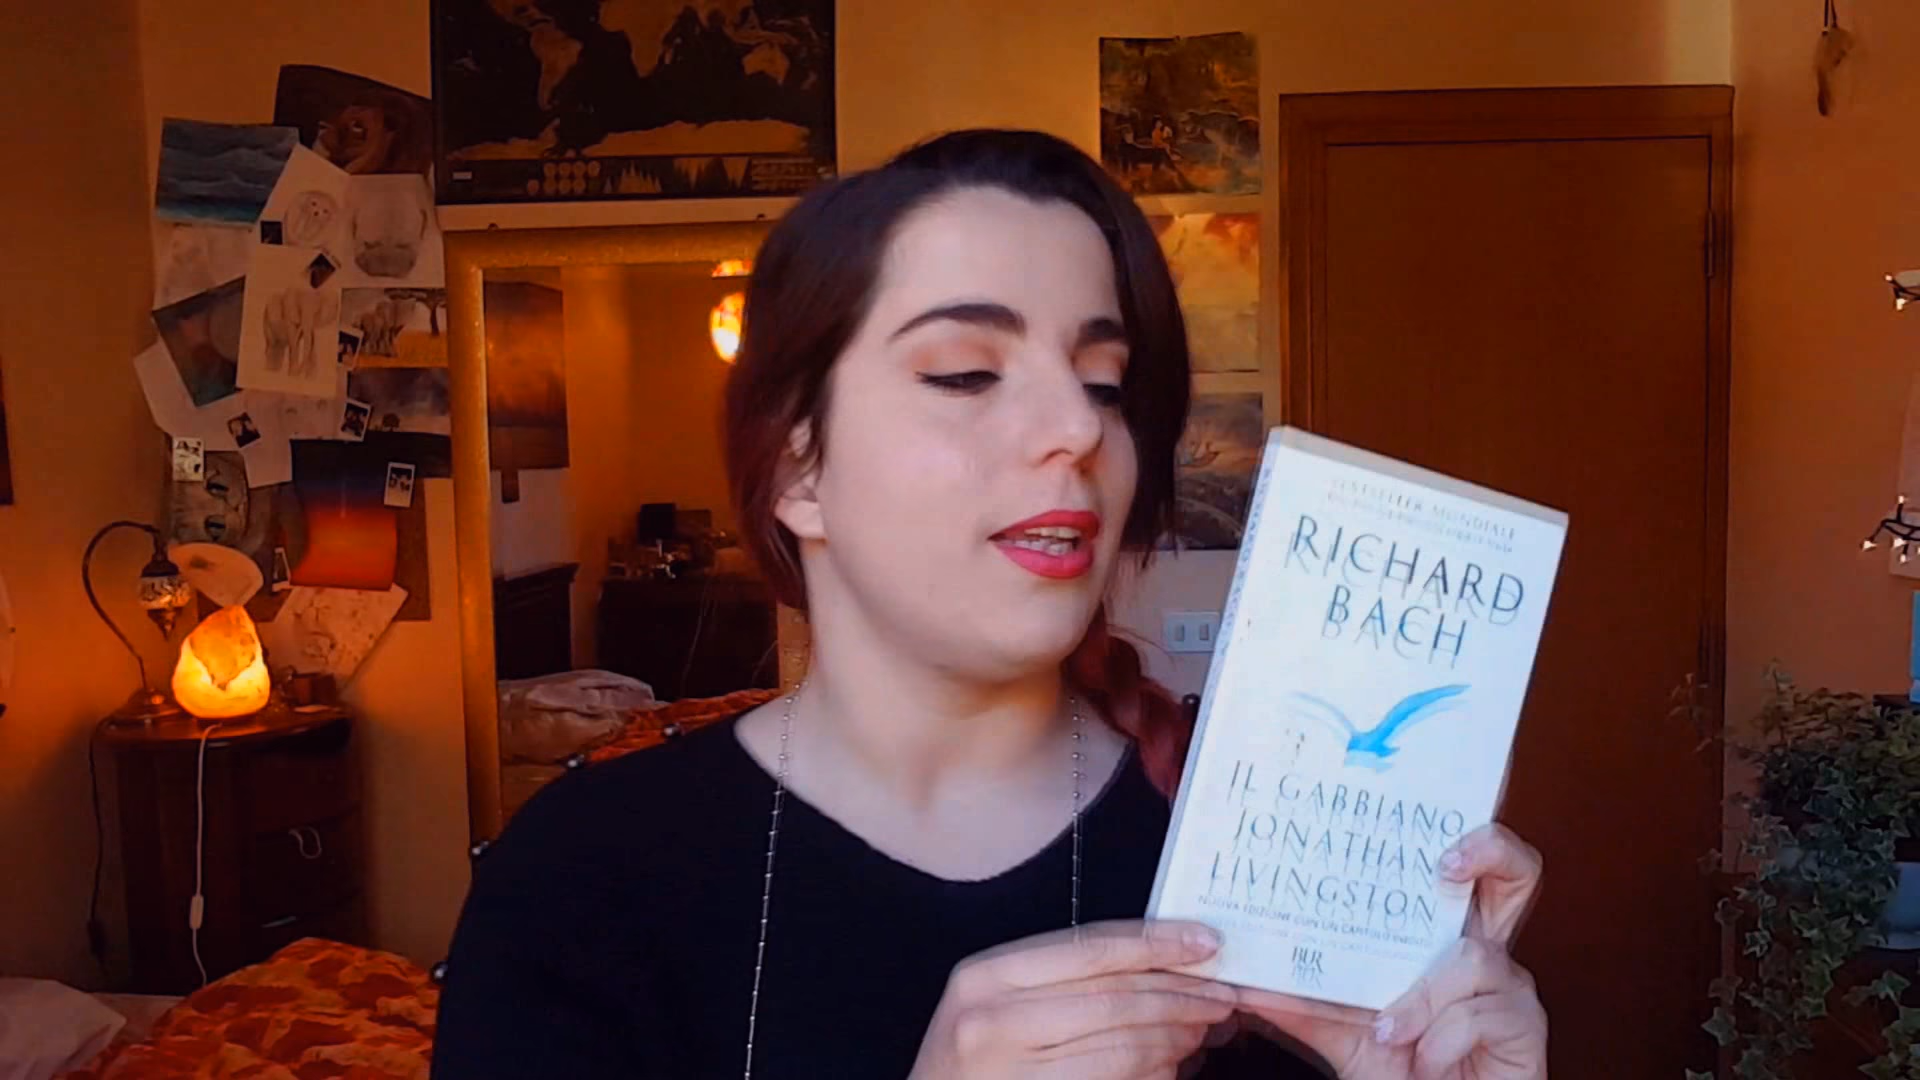 BESTSELLER MONDIALE
RICHARD
BACH
IL GABBIANO
JONATHAN
LIVINGSTON
NUOVA EDIZIONE CON UN CAPITOLO INEDITO
BUR